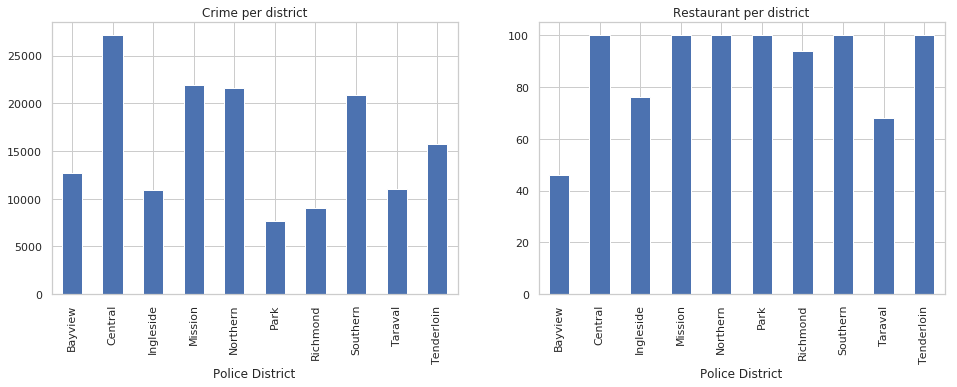 Crime per district
25000
20000
15000
10000
5000
0
Bayview
Central
Ingleside
Mission
Northern
Park
Richmond
Southern
Taraval
Tenderloin
Police District
Restaurant per district
100
80
60
40
20
0
Bayview
Central
Ingleside
Mission
Northern
Park
Richmond
Southern
Taraval
Tenderloin
Police District